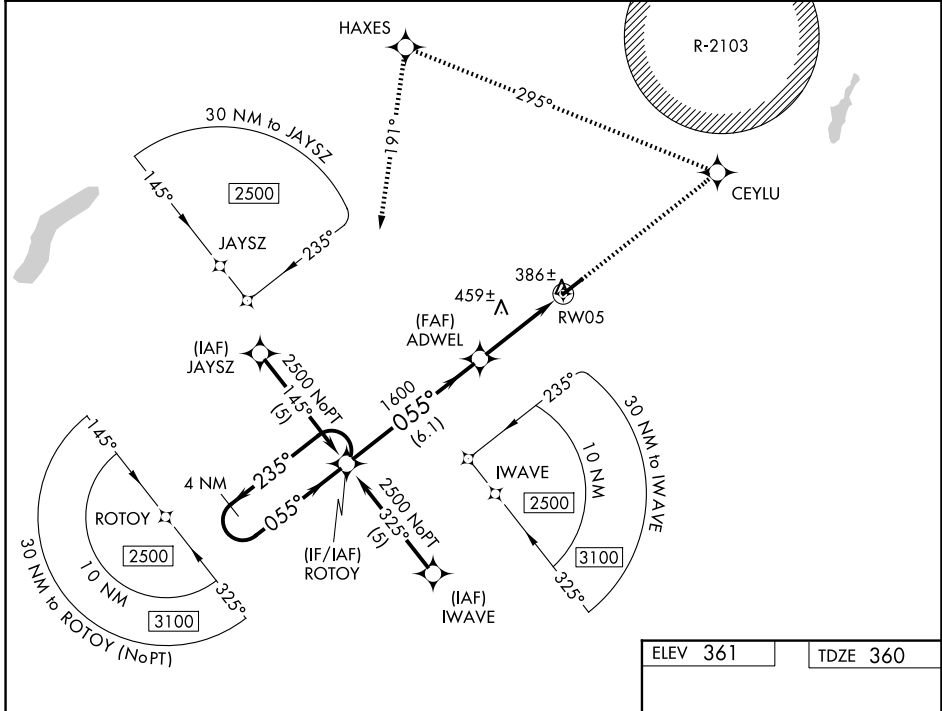 HAXES
R-2103
295°
191°
30 NM to JAYSZ
145°
2500
235°
JAYSZ
CEYLU
386±
459±
RW05
(FAF)
ADWEL
(IAF)
JAYSZ
2500 NoPT
145°
(5)
1600
055°
(6.1)
235°
30 NM to IWAVE
10 NM
IWAVE
2500
3100
325°
145°
4 NM
235°
055°
2500 NoPT
325°
(5)
ROTOY
2500
10 NM
3100
325°
30 NM to ROTOY (NoPT)
(IF/IAF)
ROTOY
(IAF)
IWAVE
ELEV 361
TDZE 360